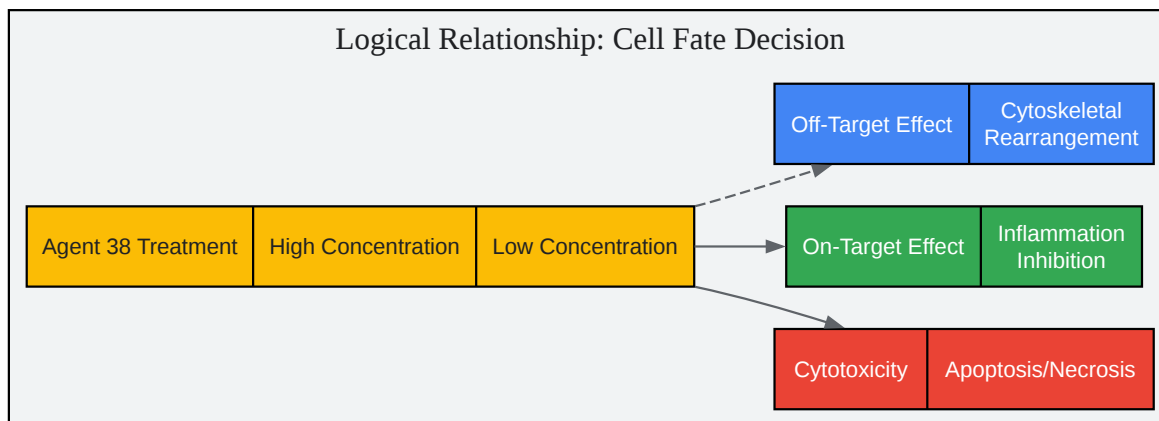 Logical Relationship: Cell Fate Decision
Off-Target Effect
Cytoskeletal
Rearrangement
Agent 38 Treatment
High Concentration
Low Concentration
On-Target Effect
Inflammation
Inhibition
Cytotoxicity
Apoptosis/Necrosis